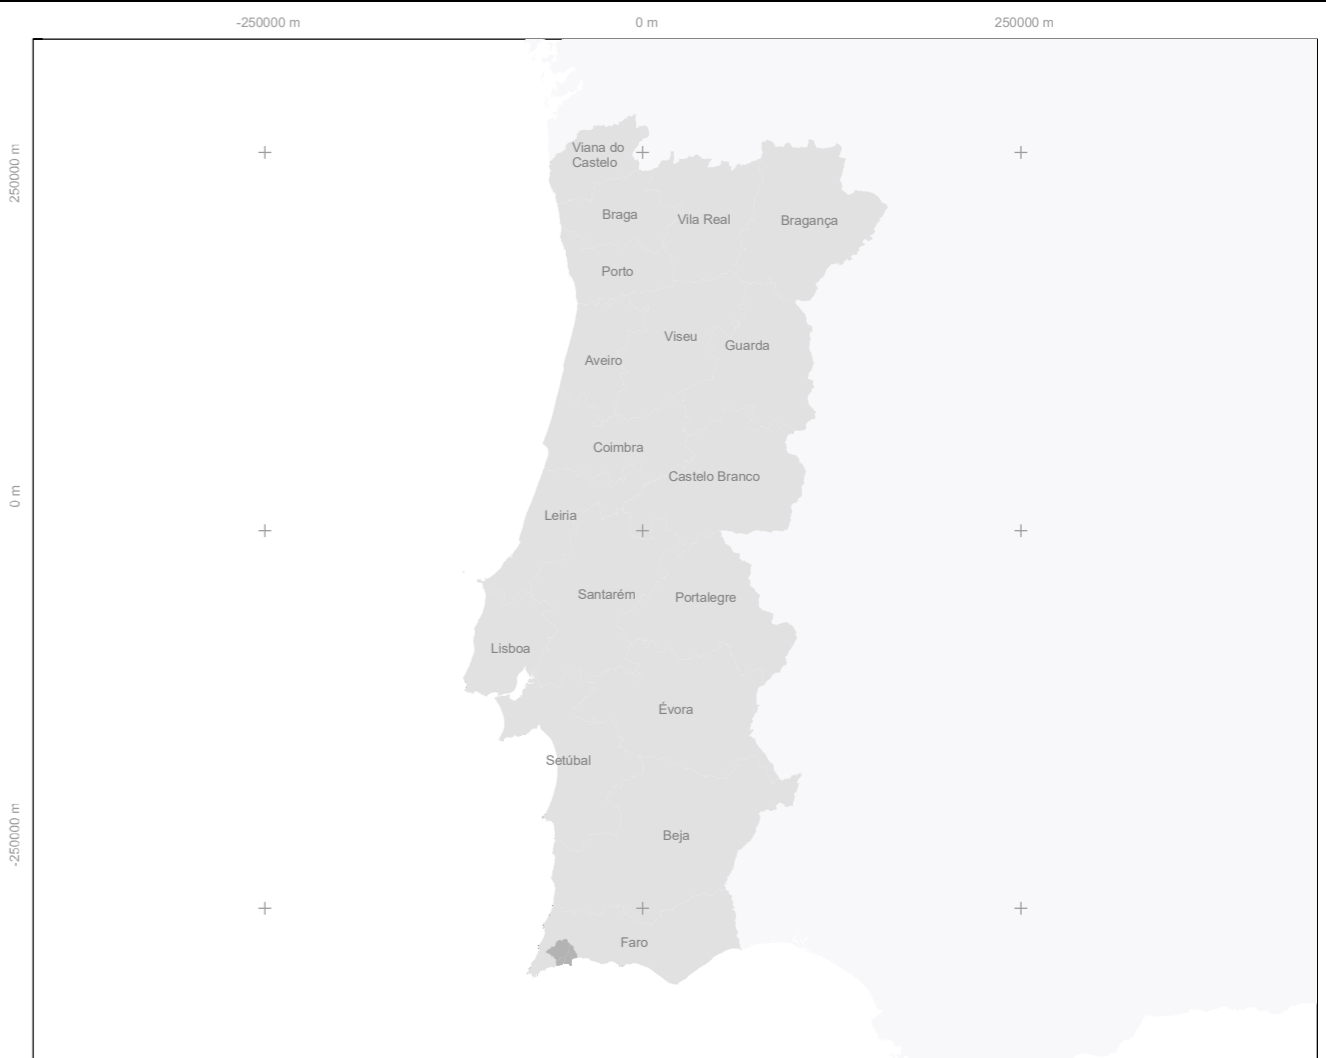 -250000 m
0 m
250000 m
250000 m
0 m
-250000 m
Viana do
Castelo
Braga
Vila Real
Bragança
Porto
Viseu
Guarda
Aveiro
Coimbra
Castelo Branco
Leiria
Santarém
Portalegre
Lisboa
Évora
Setúbal
Beja
Faro